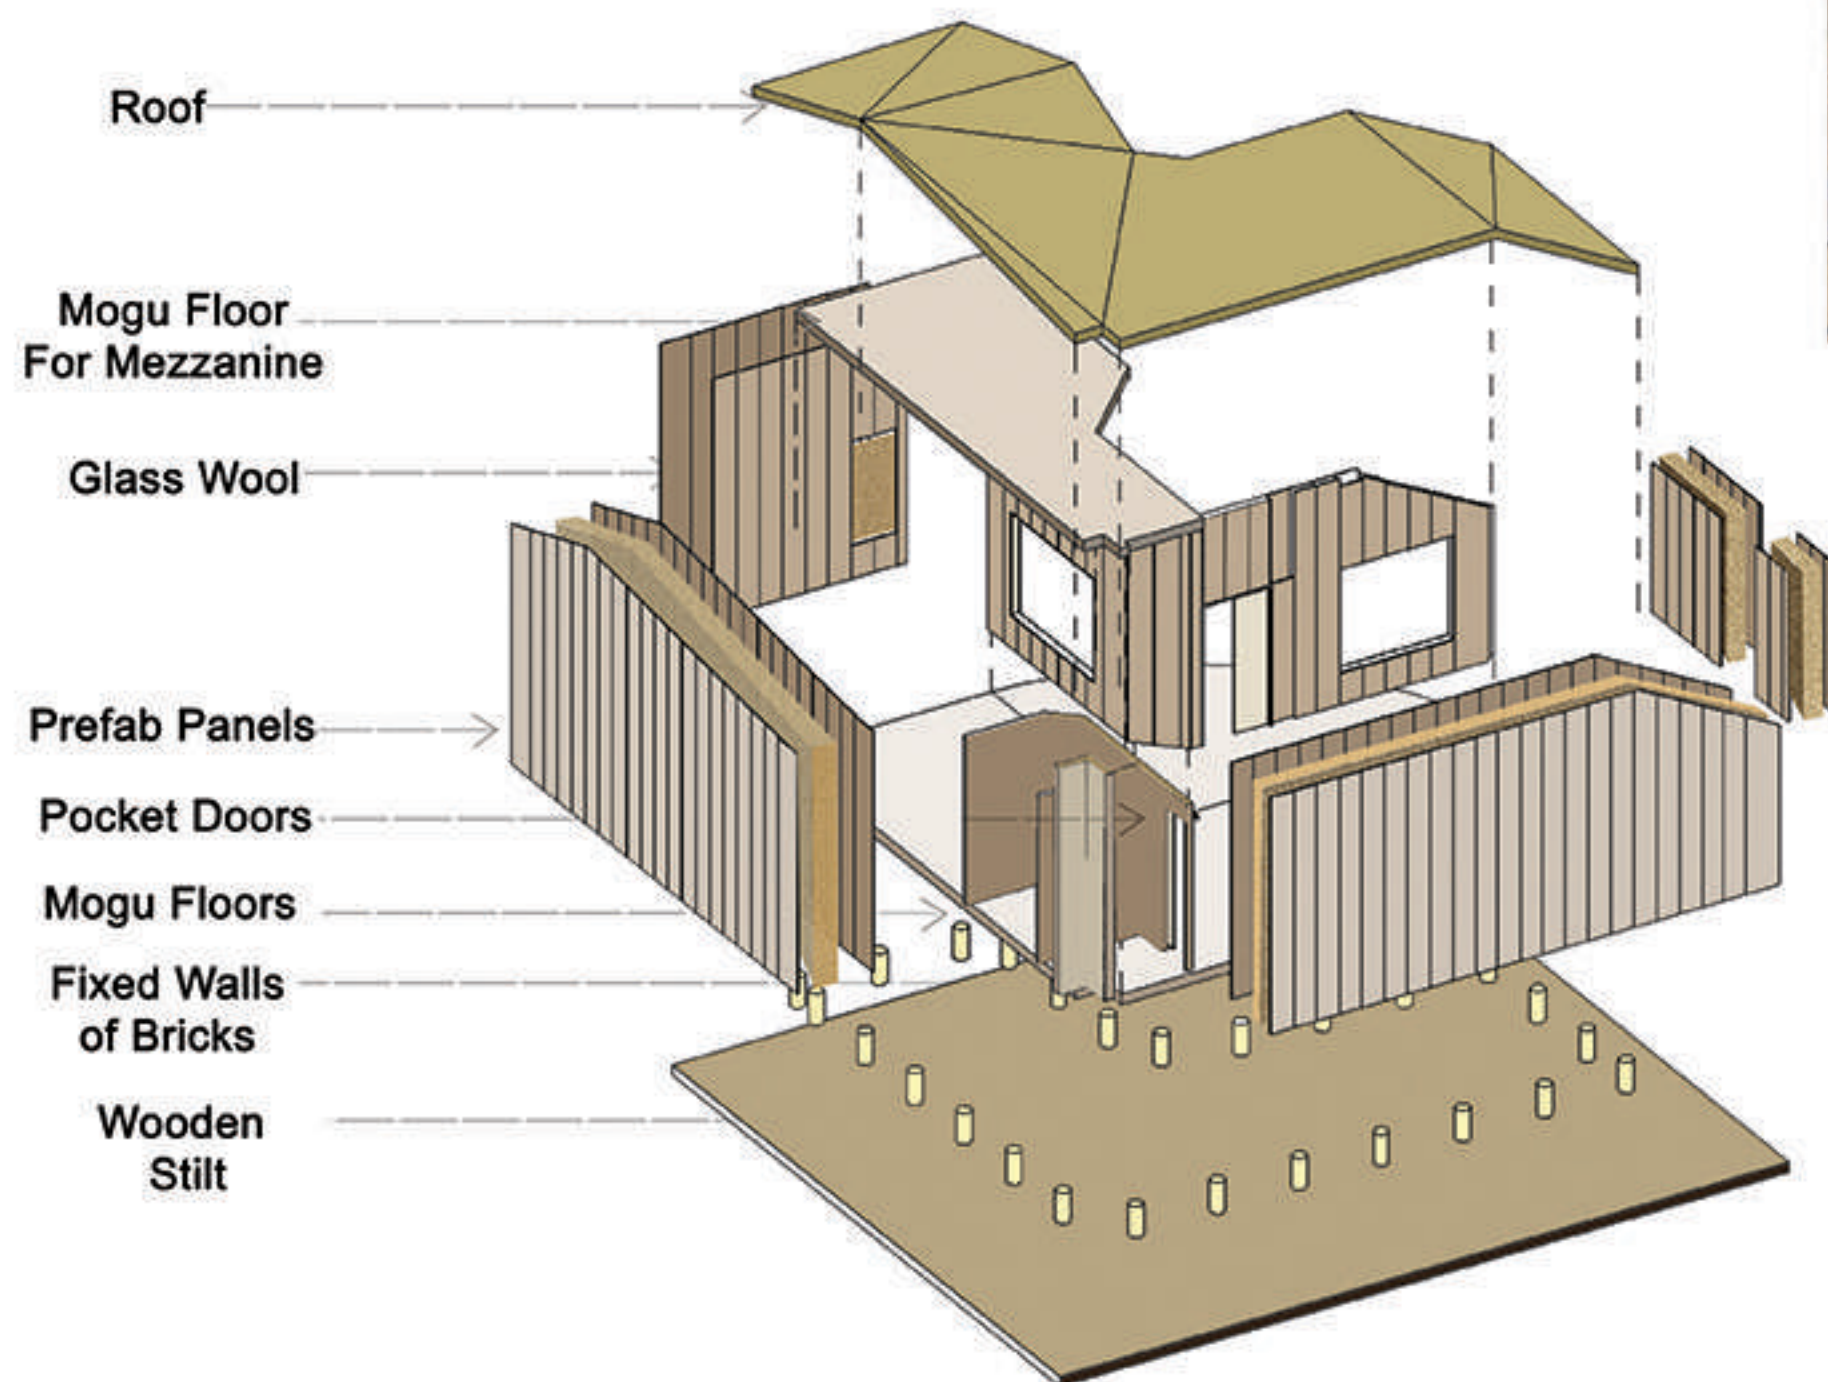 Roof
Mogu Floor
For Mezzanine
Glass Wool
Prefab Panels
Pocket Doors
Mogu Floors
Fixed Walls
of Bricks
Wooden
Stilt